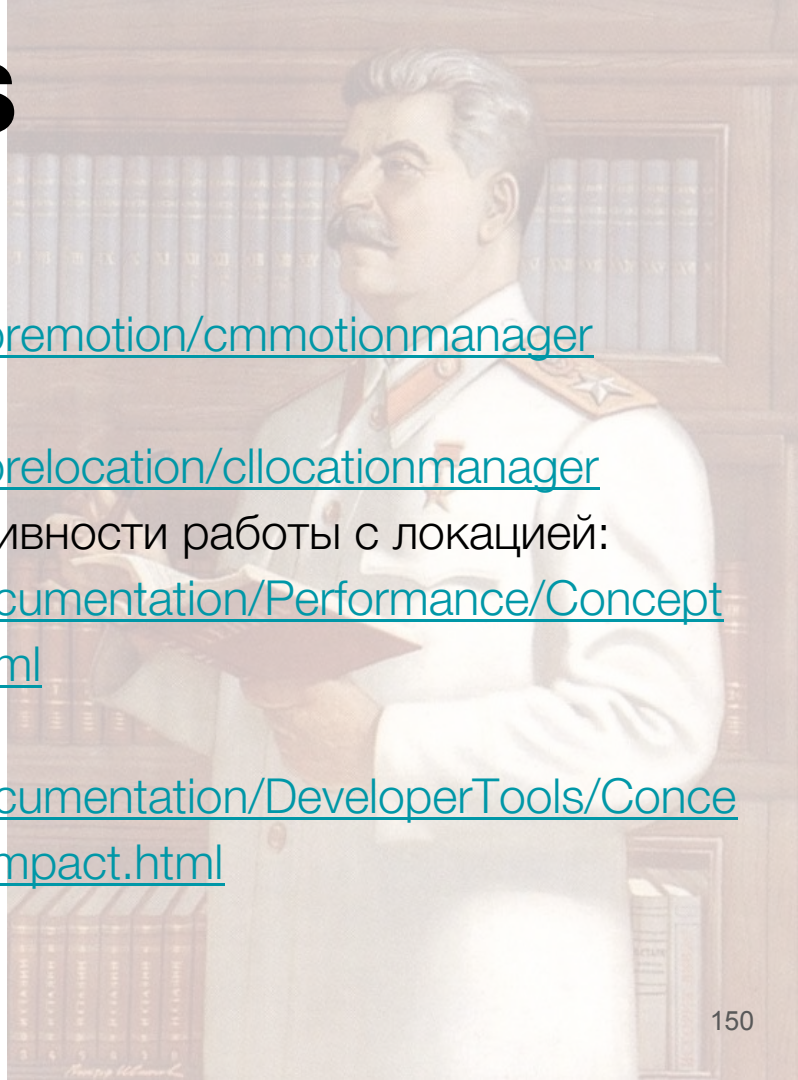 s
oremotion/cmmotionmanager
orelocation/cllocationmanager
ивности работы с локацией:
cumentation/Performance/Concept
ml
cumentation/DeveloperTools/Conce
mpact.html
150